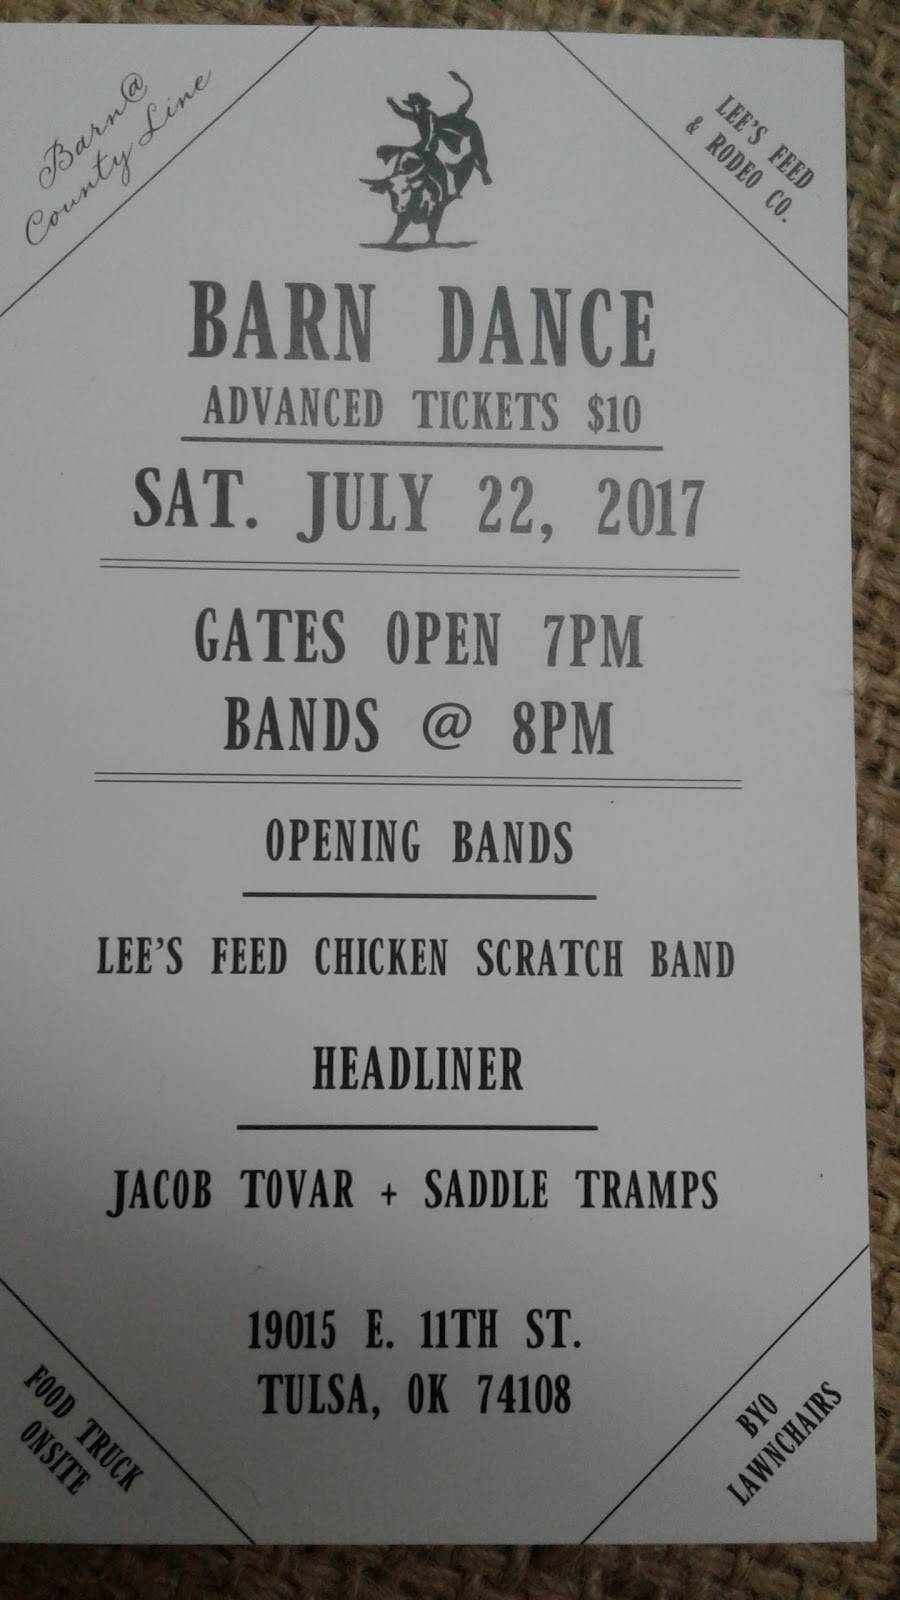 Barn@
County Line
LEE'S FEED
& RODEO CO.
BARN DANCE
ADVANCED TICKETS $10
SAT. JULY 22, 2017
GATES OPEN 7PM
BANDS @ 8PM
OPENING BANDS
LEE'S FEED CHICKEN SCRATCH BAND
HEADLINER
JACOB TOVAR + SADDLE TRAMPS
19015 E. 11TH ST.
TULSA, OK 74108
FOOD TRUCK
ONSITE
BYO
LAWNCHAIRS